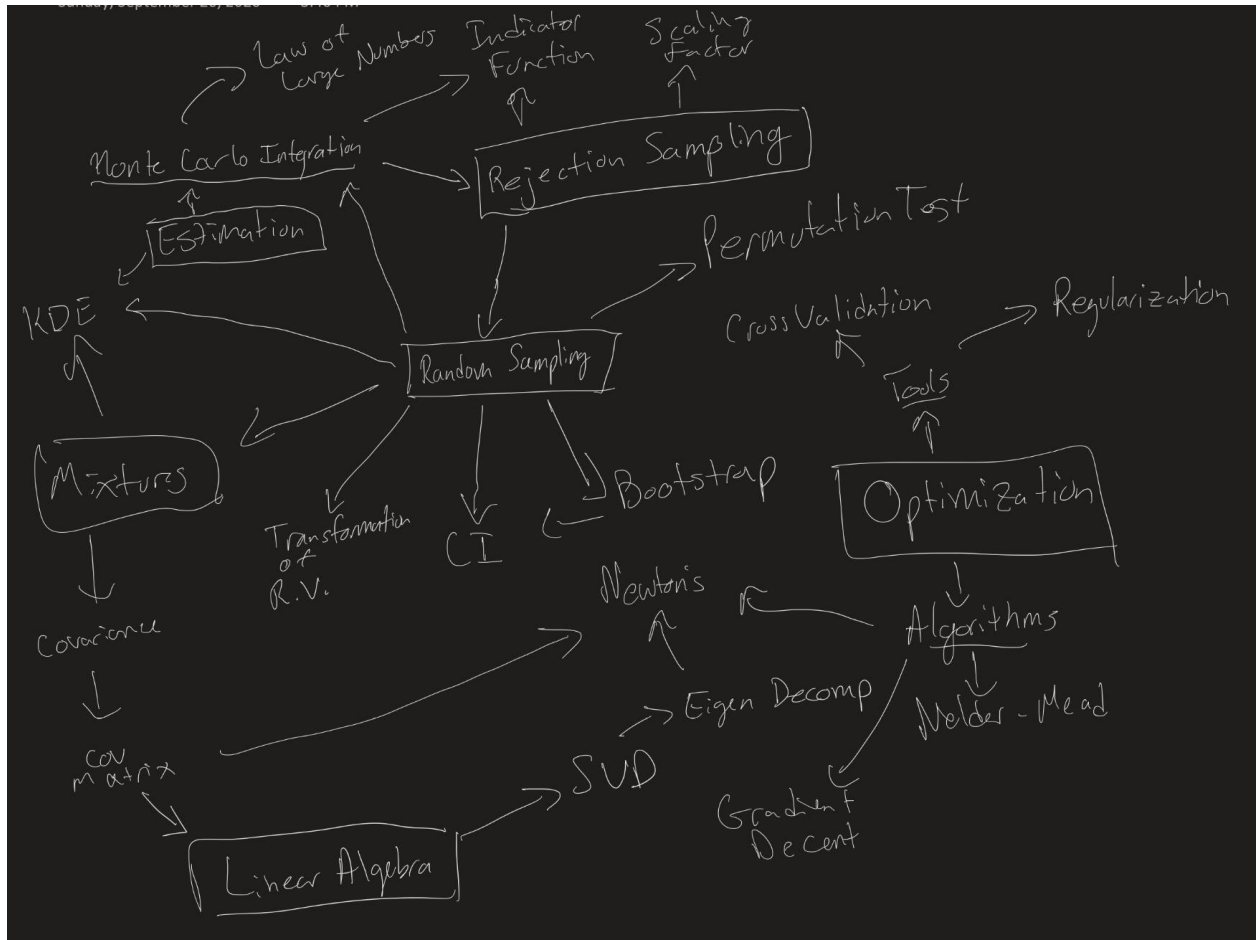 Law of
Large Numbers
Indicator
Function
Scaling
Factor
Monte Carlo Integration
Rejection Sampling
Estimation
Permutation Test
KDE
Cross Validation
Regularization
Random Sampling
Tools
Mixtures
Bootstrap
Optimization
Transformation
of
R.V.
CI
Newton's
Covariance
Algorithms
Eigen Decomp
Nelder-Mead
Cov
Matrix
SVD
Gradient
Decent
Linear Algebra